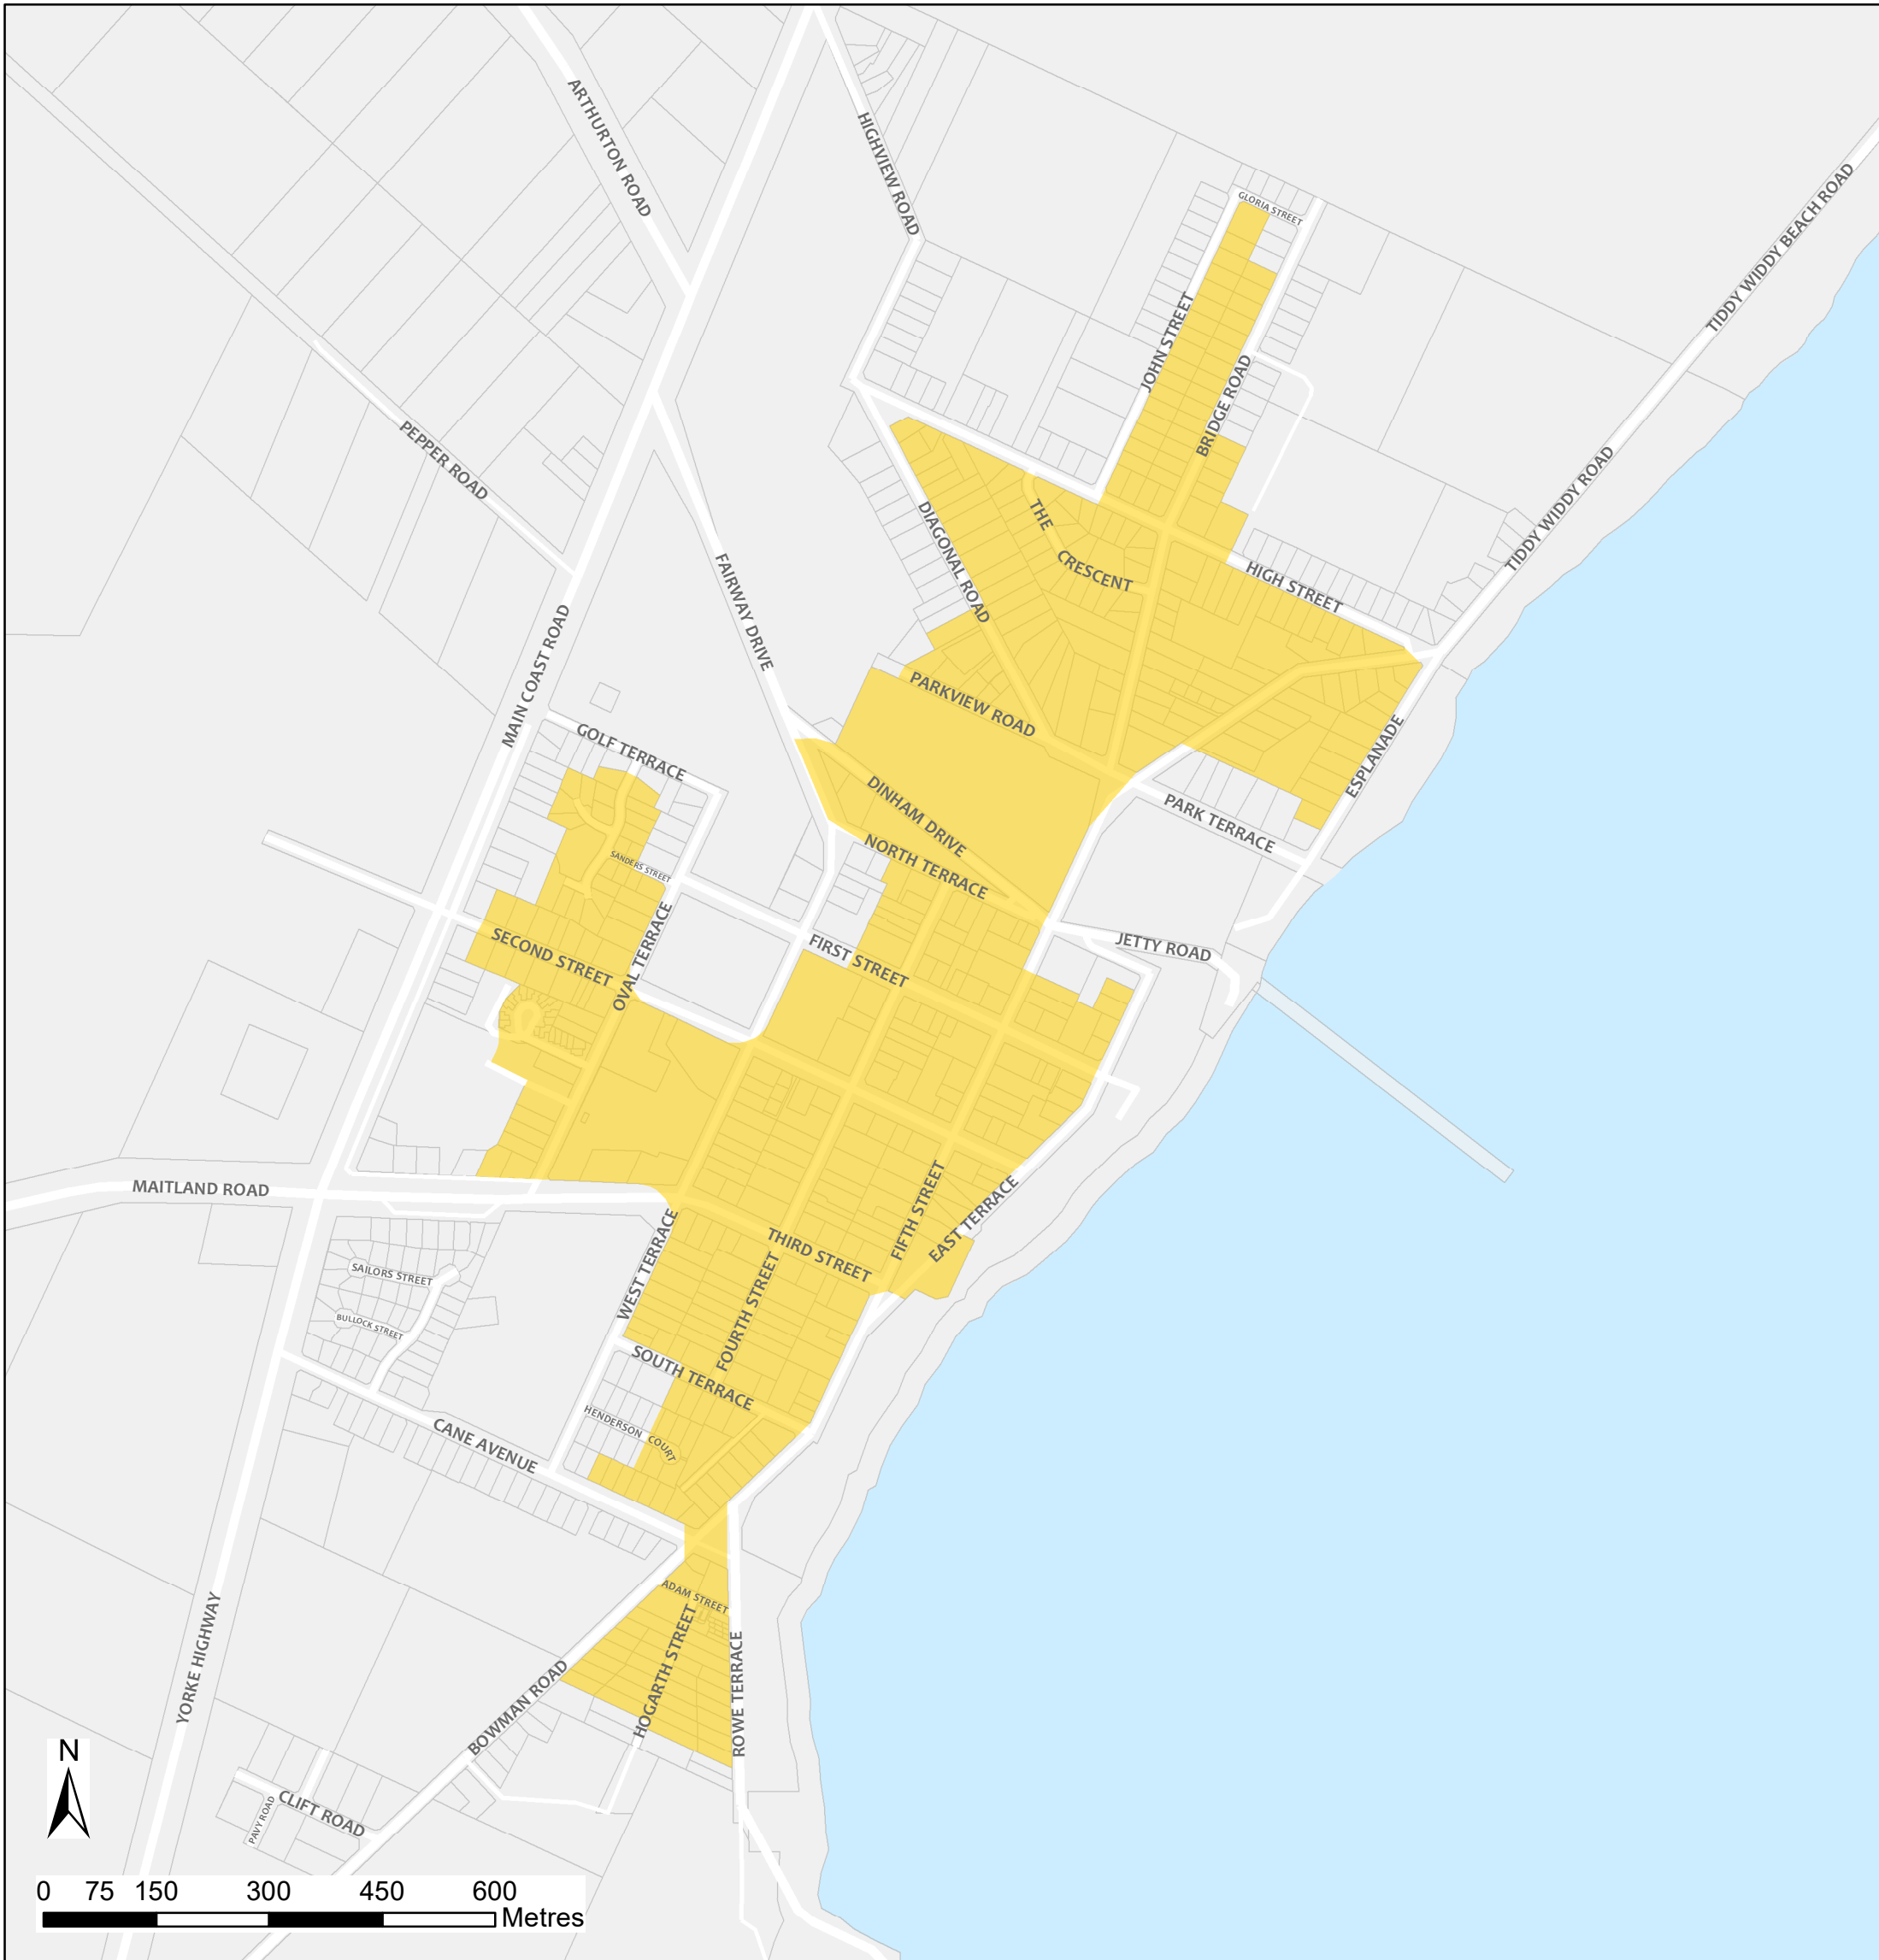 ARTHURTON ROAD
HIGHVIEW ROAD
GLORIA STREET
TIDDY WIDDY BEACH ROAD
JOHN STREET
BRIDGE ROAD
PEPPER ROAD
TIDDY WIDDY ROAD
DIAGONAL ROAD
THE
CRESCENT
HIGH STREET
FAIRWAY DRIVE
MAIN COAST ROAD
PARKVIEW ROAD
GOLF TERRACE
ESPLANADE
DINHAM DRIVE
PARK TERRACE
NORTH TERRACE
SANDERS STREET
SECOND STREET
OVAL TERRACE
FIRST STREET
JETTY ROAD
MAITLAND ROAD
FIFTH STREET
EAST TERRACE
THIRD STREET
WEST TERRACE
FOURTH STREET
SAILORS STREET
BULLOCK STREET
SOUTH TERRACE
HENDERSON COURT
CANE AVENUE
ADAM STREET
YORKE HIGHWAY
HOGARTH STREET
ROWE TERRACE
BOWMAN ROAD
N
CLIFT ROAD
PAVY ROAD
0 75 150 300 450 600
Metres